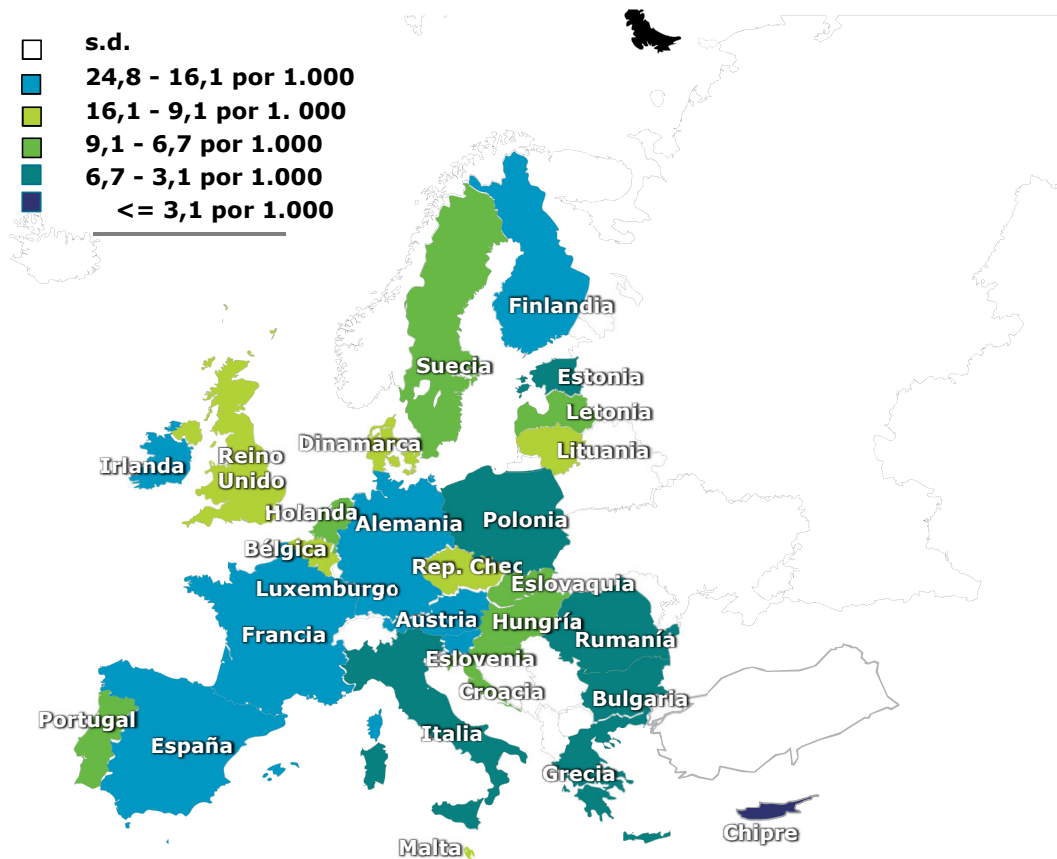 s.d.
24,8 - 16,1 por 1.000
16,1 - 9,1 por 1. 000
9,1 - 6,7 por 1.000
6,7 - 3,1 por 1.000
<= 3,1 por 1.000
Finlandia
Suecia
Estonia
Letonia
Dinamarca
Lituania
Irlanda
Reino
Unido
Holanda
Alemania
Polonia
Bélgica
Rep. Chec
Eslovaquia
Luxemburgo
Austria
Hungría
Francia
Rumanía
Eslovenia
Croacia
Bulgaria
Portugal
España
Italia
Grecia
Chipre
Malta